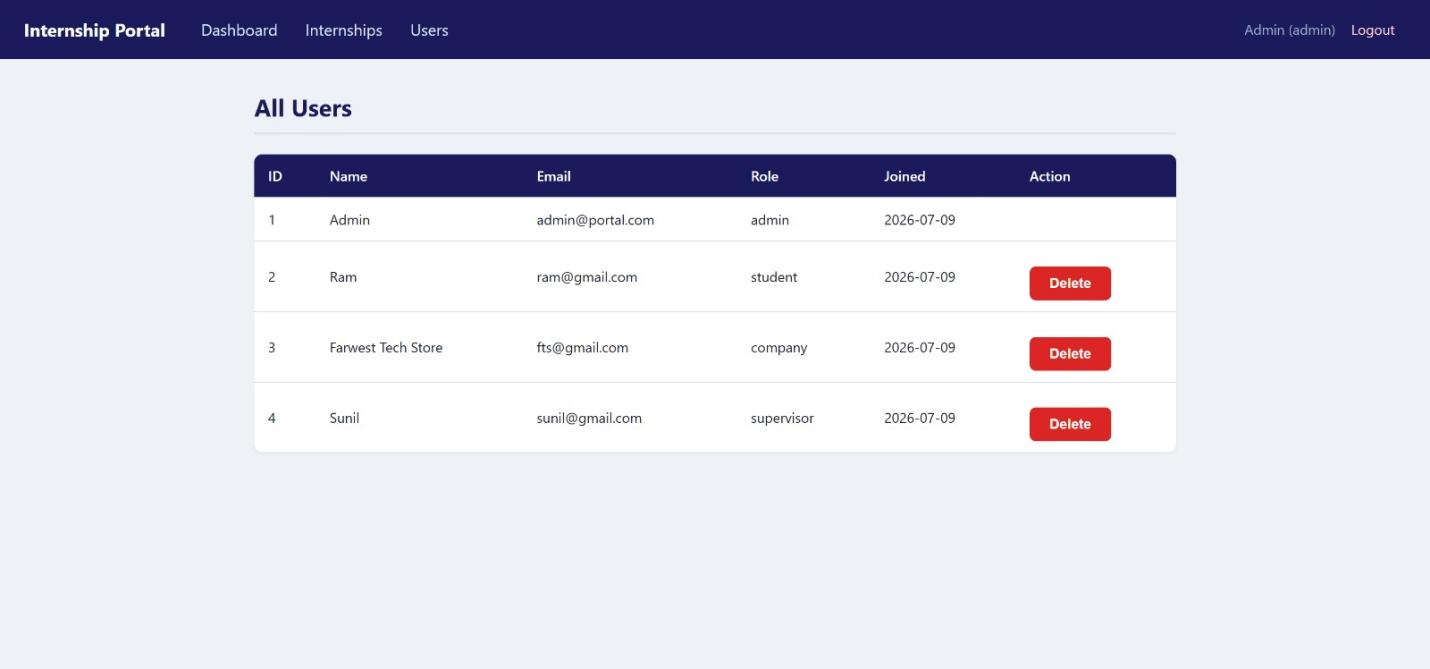 Internship Portal Dashboard Internships Users Admin (admin) Logout
All Users
ID Name Email Role Joined Action
1 Admin admin@portal.com admin 2026-07-09
2 Ram ram@gmail.com student 2026-07-09 Delete
3 Farwest Tech Store fts@gmail.com company 2026-07-09 Delete
4 Sunil sunil@gmail.com supervisor 2026-07-09 Delete